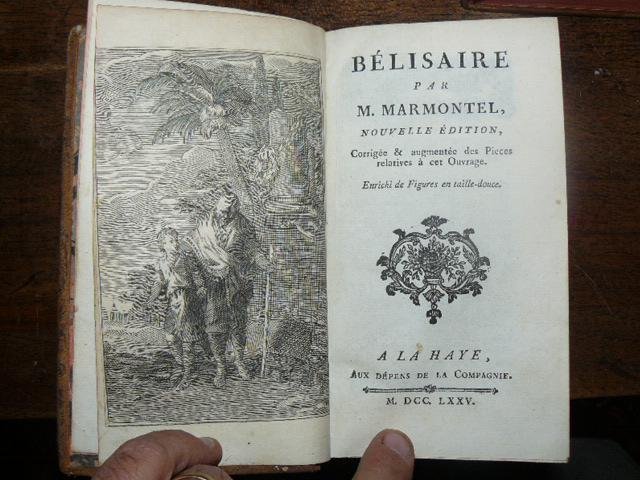 BÉLISAIRE
PAR
M. MARMONTEL,
NOUVELLE ÉDITION,
Corrigée & augmentée des Pieces
relatives à cet Ouvrage.
Enrichi de Figures en taille-douce.
A LA HAYE,
AUX DÉPENS DE LA COMPAGNIE.
M. DCC. LXXV.